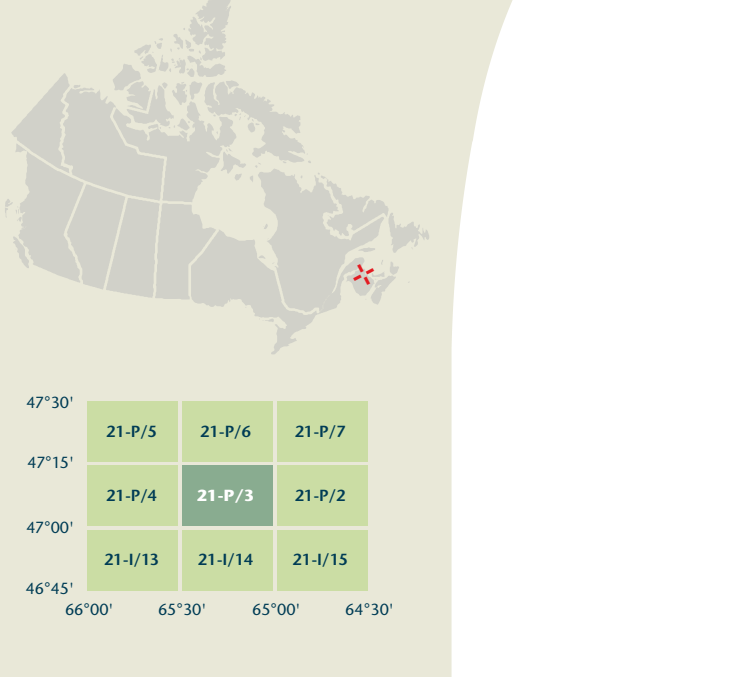 47°30'
21-P/5 21-P/6 21-P/7
47°15'
21-P/4 21-P/3 21-P/2
47°00'
21-I/13 21-I/14 21-I/15
46°45'
66°00' 65°30' 65°00' 64°30'